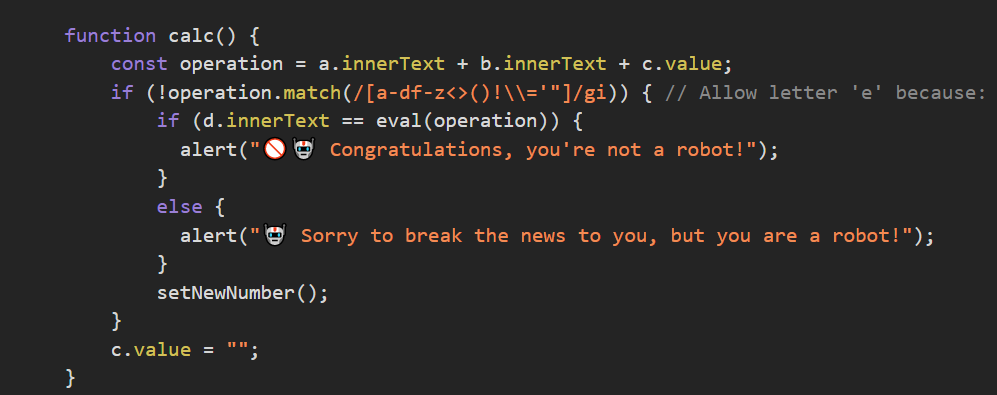 function calc() {
const operation = a.innerText + b.innerText + c.value;
if (!operation.match(/[a-df-z<>()!\\='"]/gi)) { // Allow letter 'e' because:
if (d.innerText == eval(operation)) {
alert("🚫🤖 Congratulations, you're not a robot!");
}
else {
alert("🤖 Sorry to break the news to you, but you are a robot!");
}
setNewNumber();
}
c.value = "";
}